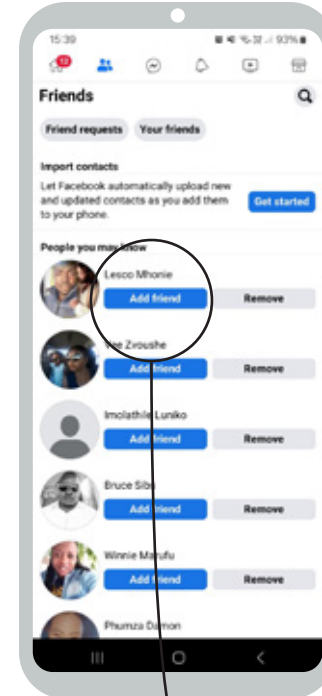 15:39
93%
12
Friends
Friend requests Your friends
Import contacts
Let Facebook automatically upload new
and updated contacts as you add them
to your phone.
Get started
People you may know
Lesco Mhonie
Add friend Remove
Zvoushe
Add friend Remove
Imolathile Luniko
Add friend Remove
Bruce Sibu
Add friend Remove
Winnie Marufu
Add friend Remove
Phumza Damon